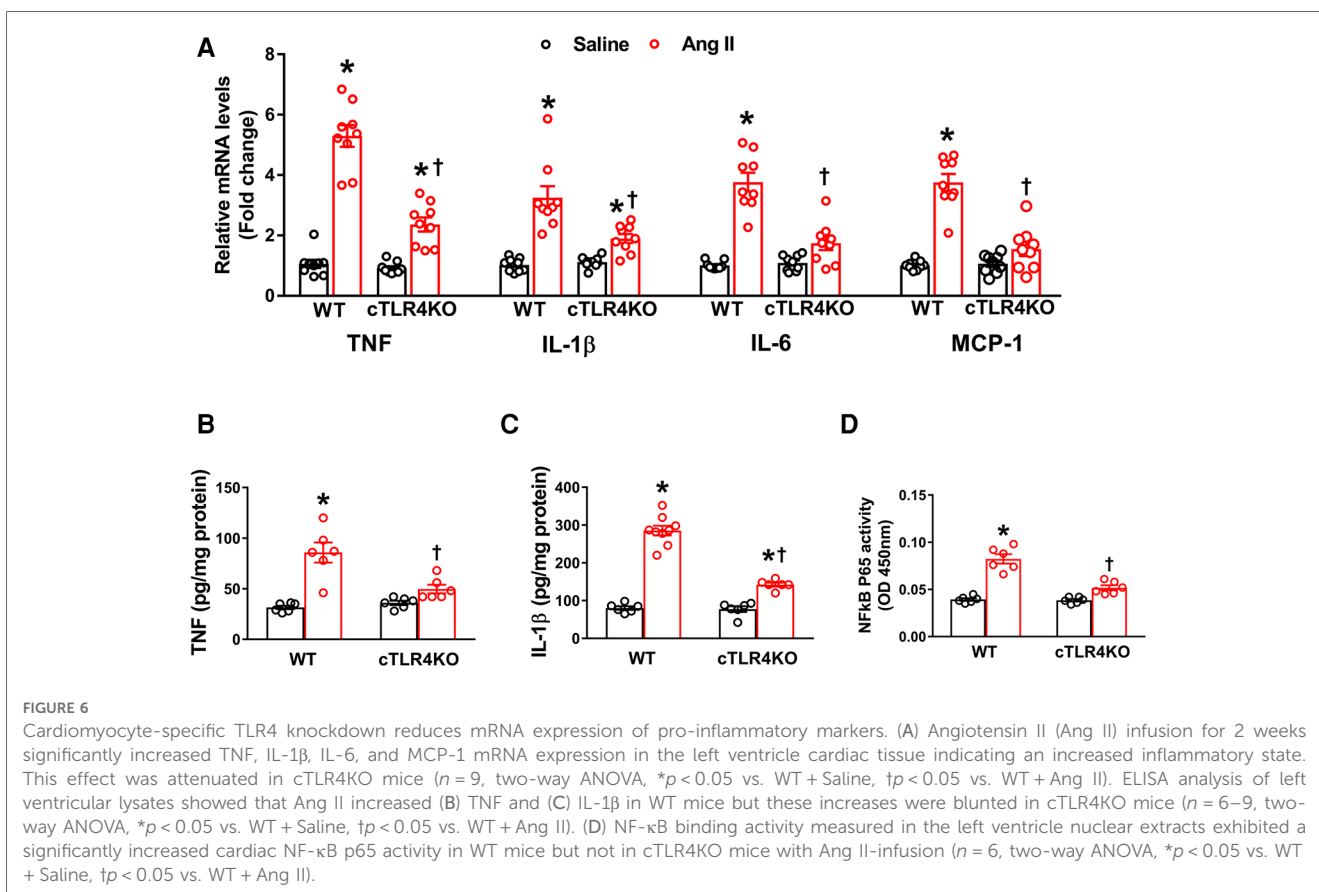 A
Saline Ang II
Relative mRNA levels
(Fold change)
8
6
4
2
0
* *† * *† * † * †
WT cTLR4KO WT cTLR4KO WT cTLR4KO WT cTLR4KO
TNF IL-1β IL-6 MCP-1
B
TNF (pg/mg protein)
150
100
50
0
* †
WT cTLR4KO
C
IL-1β (pg/mg protein)
400
300
200
100
0
* *†
WT cTLR4KO
D
NFkB P65 activity
(OD 450nm)
0.15
0.10
0.05
0.00
* †
WT cTLR4KO
FIGURE 6
Cardiomyocyte-specific TLR4 knockdown reduces mRNA expression of pro-inflammatory markers. (A) Angiotensin II (Ang II) infusion for 2 weeks
significantly increased TNF, IL-1β, IL-6, and MCP-1 mRNA expression in the left ventricle cardiac tissue indicating an increased inflammatory state.
This effect was attenuated in cTLR4KO mice (n = 9, two-way ANOVA, *p < 0.05 vs. WT + Saline, †p < 0.05 vs. WT + Ang II). ELISA analysis of left
ventricular lysates showed that Ang II increased (B) TNF and (C) IL-1β in WT mice but these increases were blunted in cTLR4KO mice (n = 6–9, two-
way ANOVA, *p < 0.05 vs. WT + Saline, †p < 0.05 vs. WT + Ang II). (D) NF-κB binding activity measured in the left ventricle nuclear extracts exhibited a
significantly increased cardiac NF-κB p65 activity in WT mice but not in cTLR4KO mice with Ang II-infusion (n = 6, two-way ANOVA, *p < 0.05 vs. WT
+ Saline, †p < 0.05 vs. WT + Ang II).